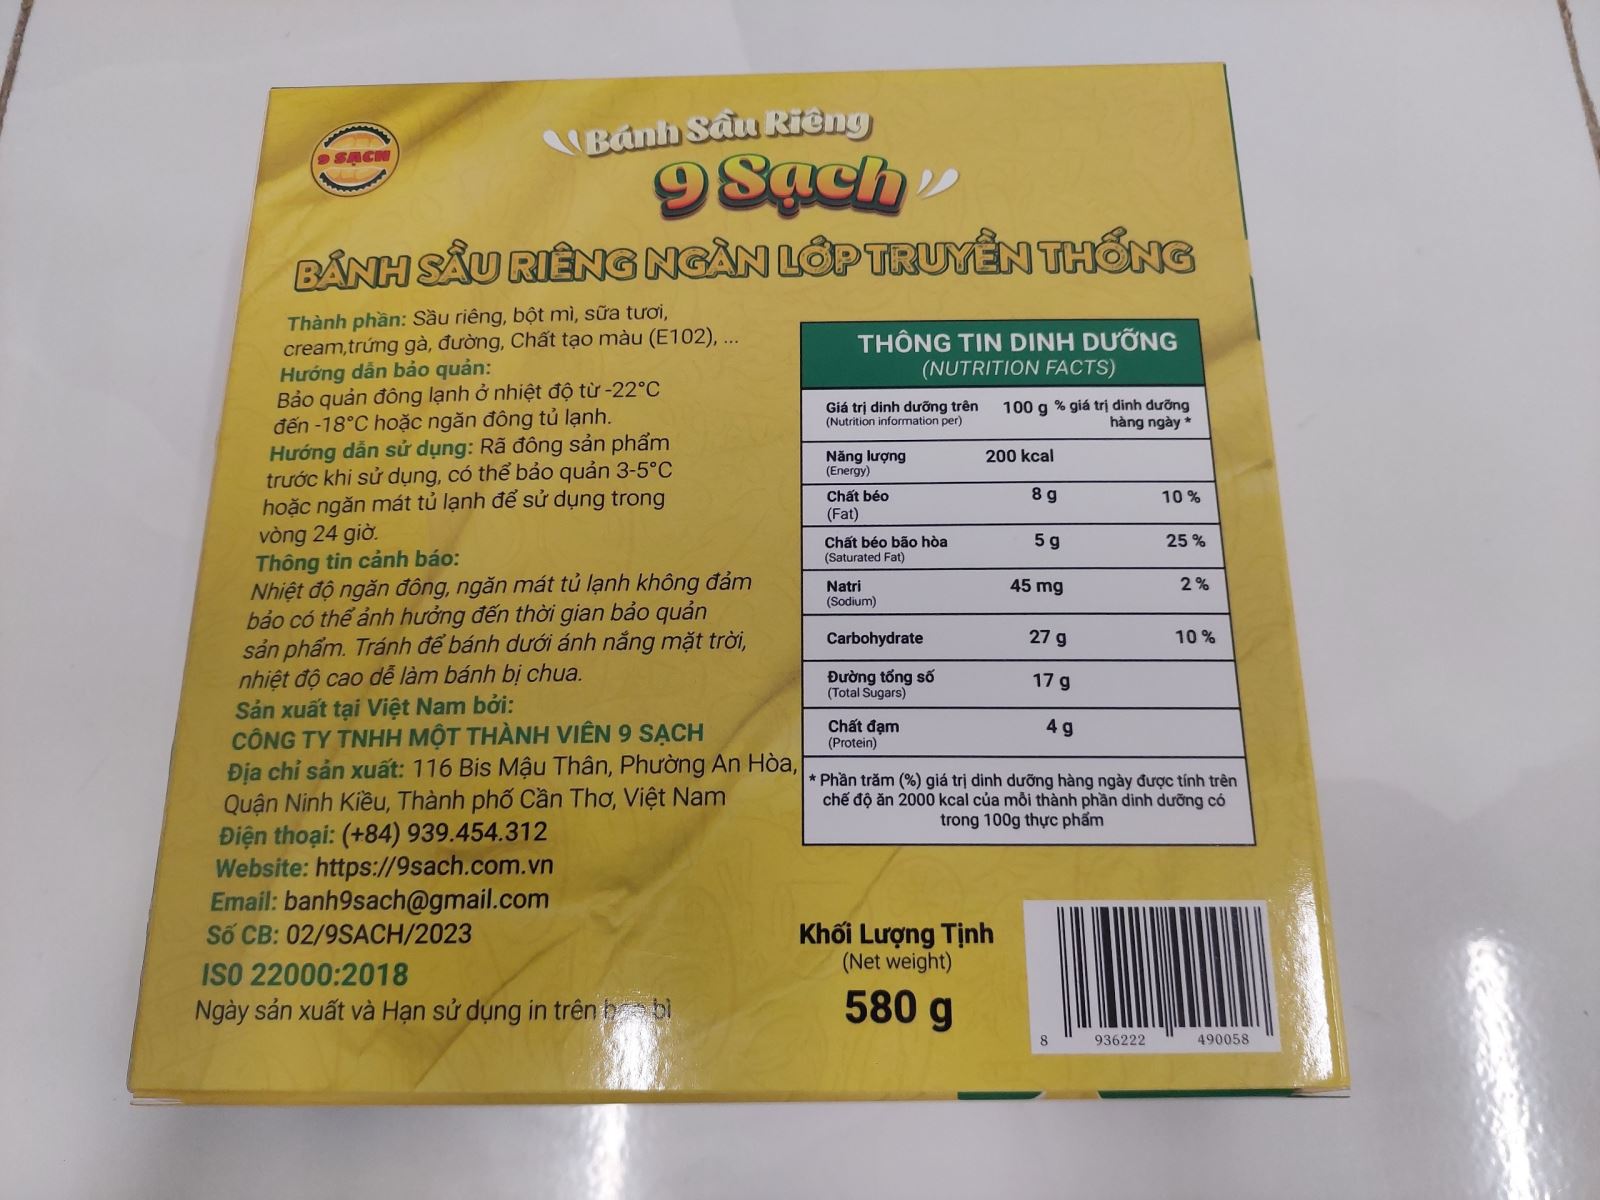 9 SẠCH
Bánh Sầu Riêng
9 Sạch
BÁNH SẦU RIÊNG NGÀN LỚP TRUYỀN THỐNG
Thành phần: Sầu riêng, bột mì, sữa tươi,
cream,trứng gà, đường, Chất tạo màu (E102), ...
Hướng dẫn bảo quản:
Bảo quản đông lạnh ở nhiệt độ từ -22°C
đến -18°C hoặc ngăn đông tủ lạnh.
Hướng dẫn sử dụng: Rã đông sản phẩm
trước khi sử dụng, có thể bảo quản 3-5°C
hoặc ngăn mát tủ lạnh để sử dụng trong
vòng 24 giờ.
Thông tin cảnh báo:
Nhiệt độ ngăn đông, ngăn mát tủ lạnh không đảm
bảo có thể ảnh hưởng đến thời gian bảo quản
sản phẩm. Tránh để bánh dưới ánh nắng mặt trời,
nhiệt độ cao dễ làm bánh bị chua.
Sản xuất tại Việt Nam bởi:
CÔNG TY TNHH MỘT THÀNH VIÊN 9 SẠCH
Địa chỉ sản xuất: 116 Bis Mậu Thân, Phường An Hòa,
Quận Ninh Kiều, Thành phố Cần Thơ, Việt Nam
Điện thoại: (+84) 939.454.312
Website: https://9sach.com.vn
Email: banh9sach@gmail.com
Số CB: 02/9SACH/2023
ISO 22000:2018
Ngày sản xuất và Hạn sử dụng in trên bao bì
THÔNG TIN DINH DƯỠNG
(NUTRITION FACTS)
Giá trị dinh dưỡng trên 100 g % giá trị dinh dưỡng
(Nutrition information per) hàng ngày *
Năng lượng 200 kcal
(Energy)
Chất béo 8 g 10 %
(Fat)
Chất béo bão hòa 5 g 25 %
(Saturated Fat)
Natri 45 mg 2 %
(Sodium)
Carbohydrate 27 g 10 %
Đường tổng số 17 g
(Total Sugars)
Chất đạm 4 g
(Protein)
* Phần trăm (%) giá trị dinh dưỡng hàng ngày được tính trên
chế độ ăn 2000 kcal của mỗi thành phần dinh dưỡng có
trong 100g thực phẩm
Khối Lượng Tịnh
(Net weight)
580 g
8 936222 490058